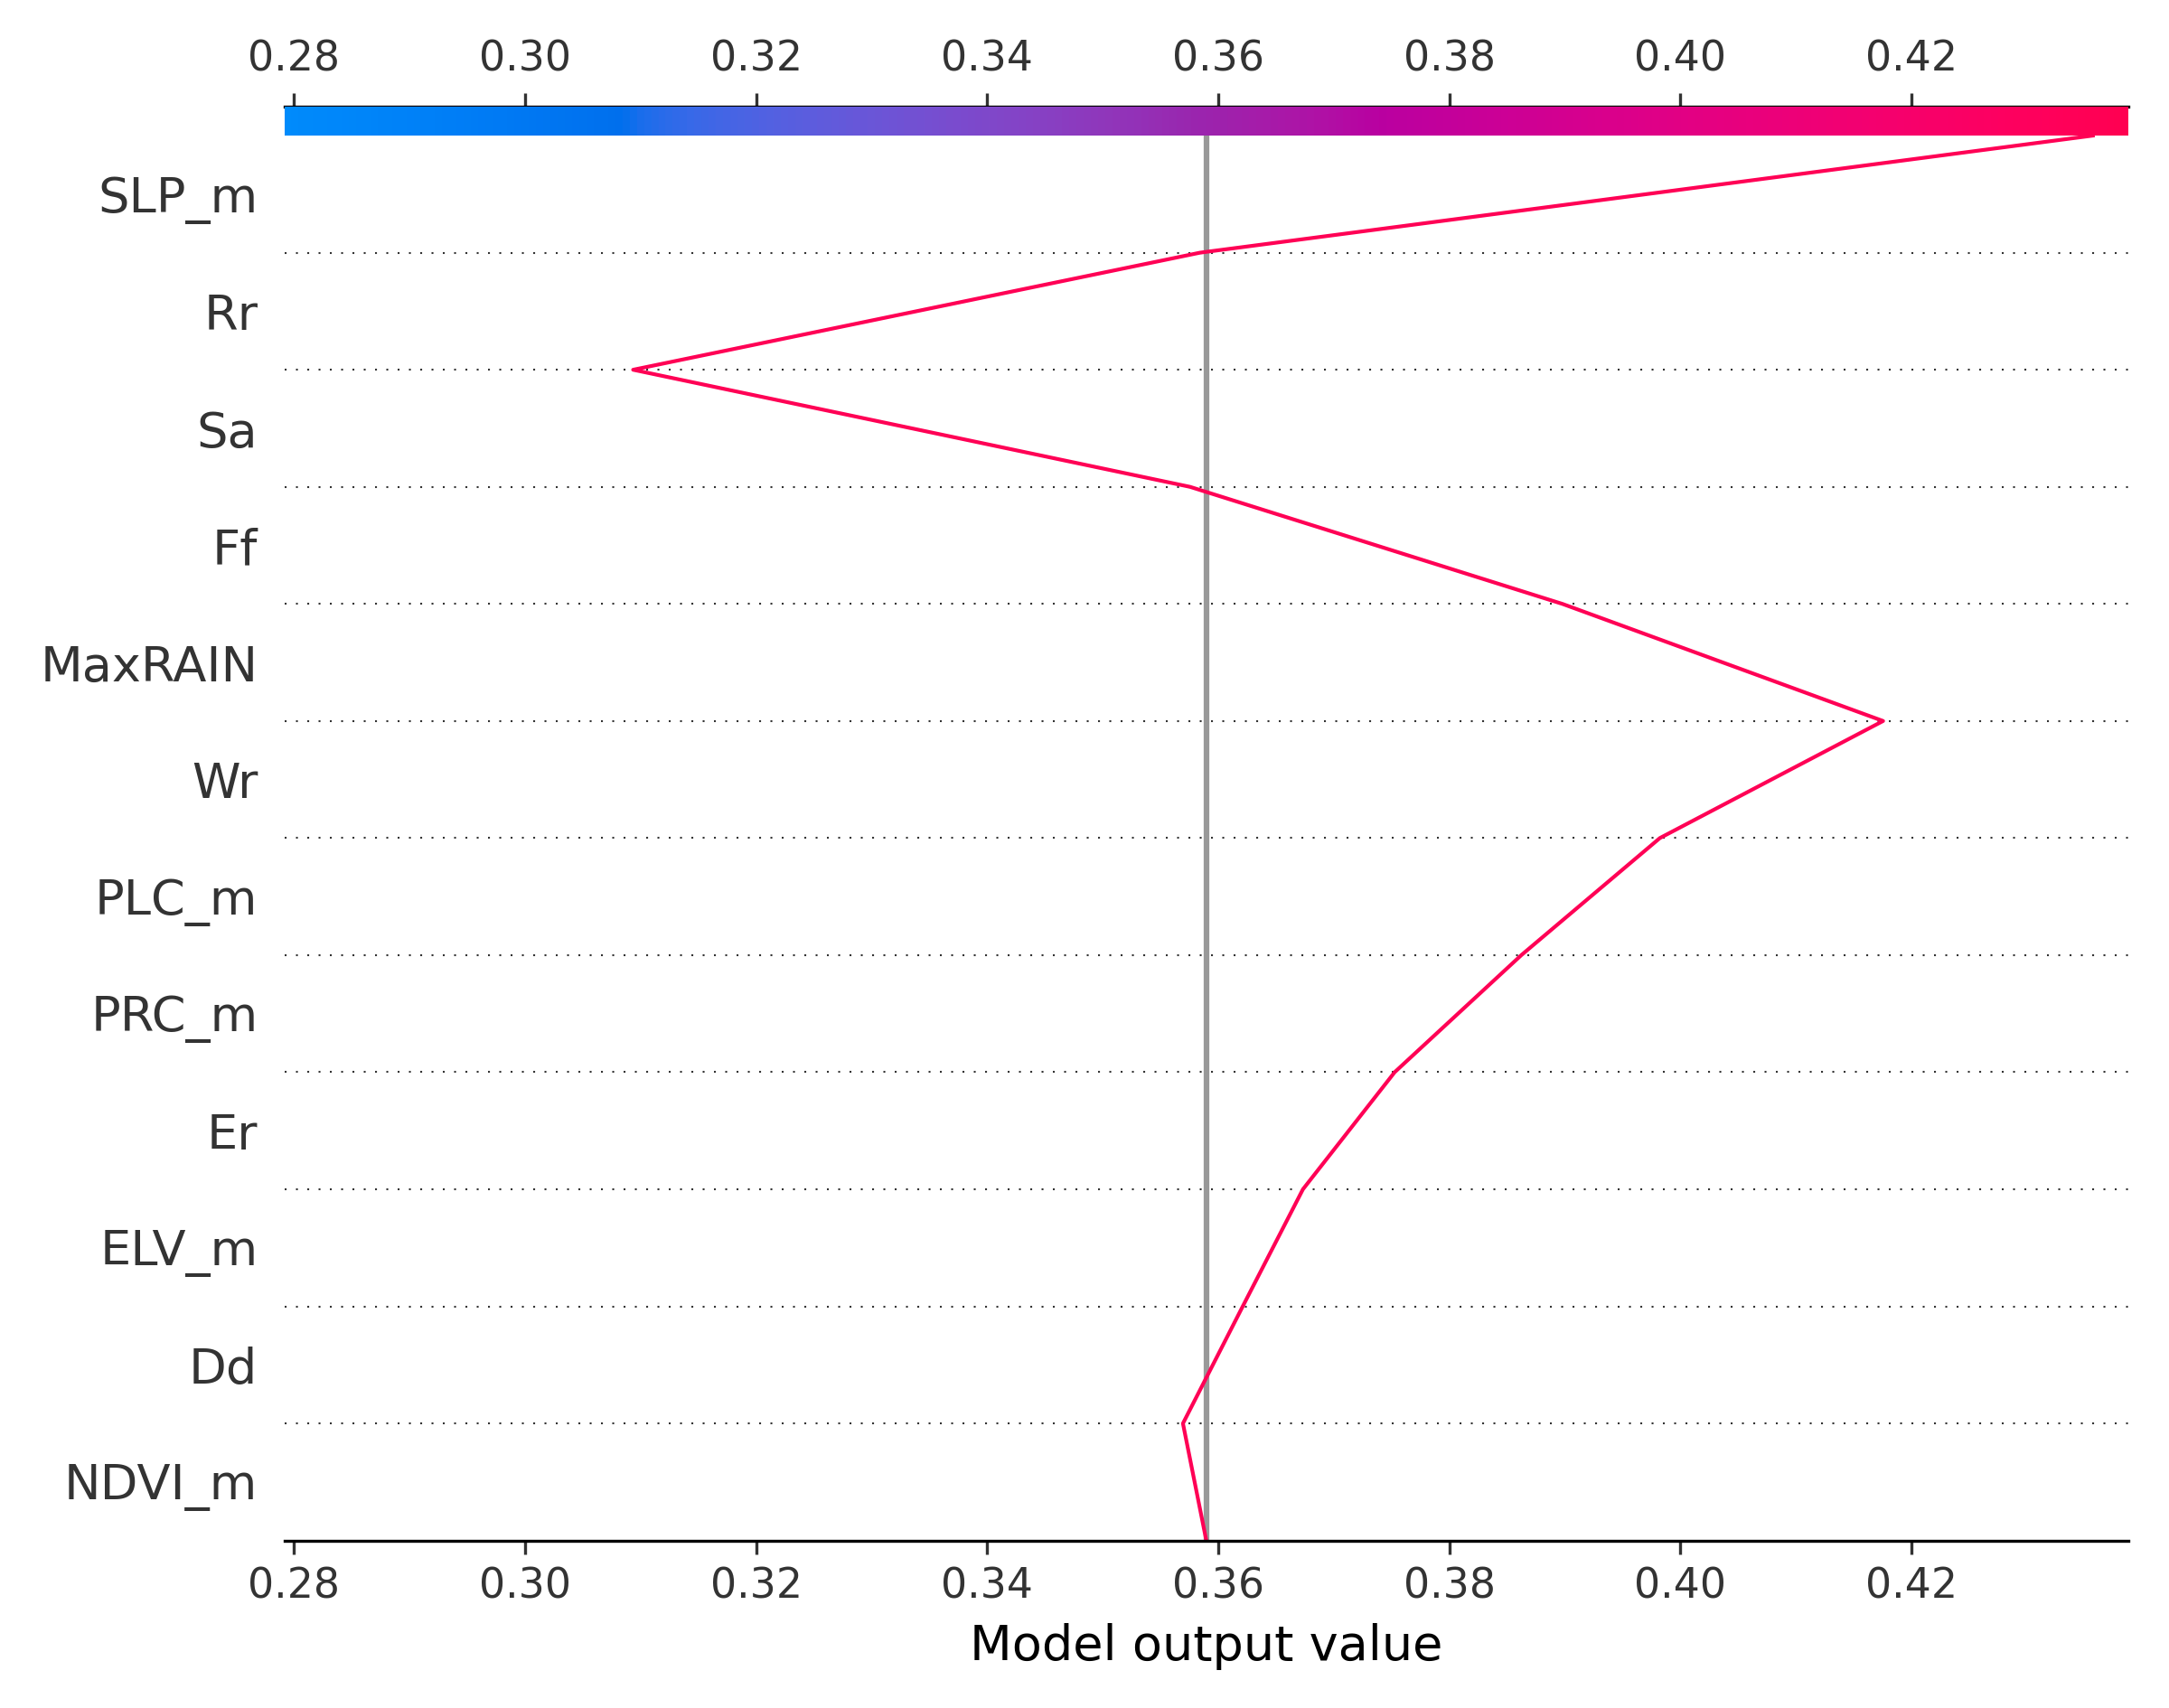 0.28 0.30 0.32 0.34 0.36 0.38 0.40 0.42
SLP_m
Rr
Sa
Ff
MaxRAIN
Wr
PLC_m
PRC_m
Er
ELV_m
Dd
NDVI_m
0.28 0.30 0.32 0.34 0.36 0.38 0.40 0.42
Model output value